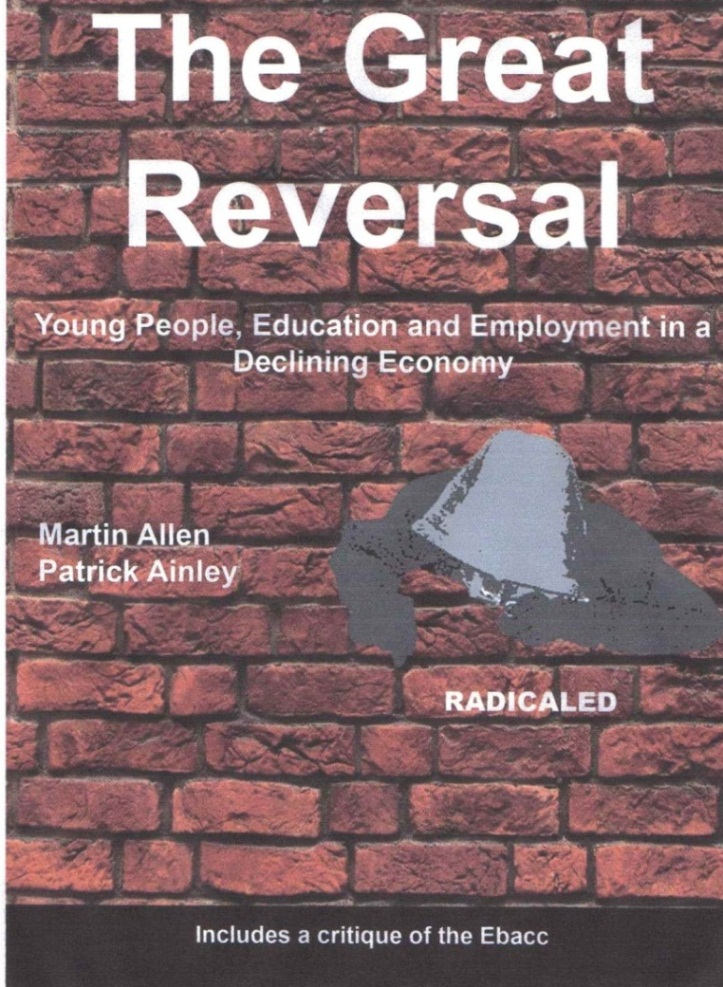 The Great
Reversal
Young People, Education and Employment in a
Declining Economy
Martin Allen
Patrick Ainley
RADICALED
Includes a critique of the Ebacc